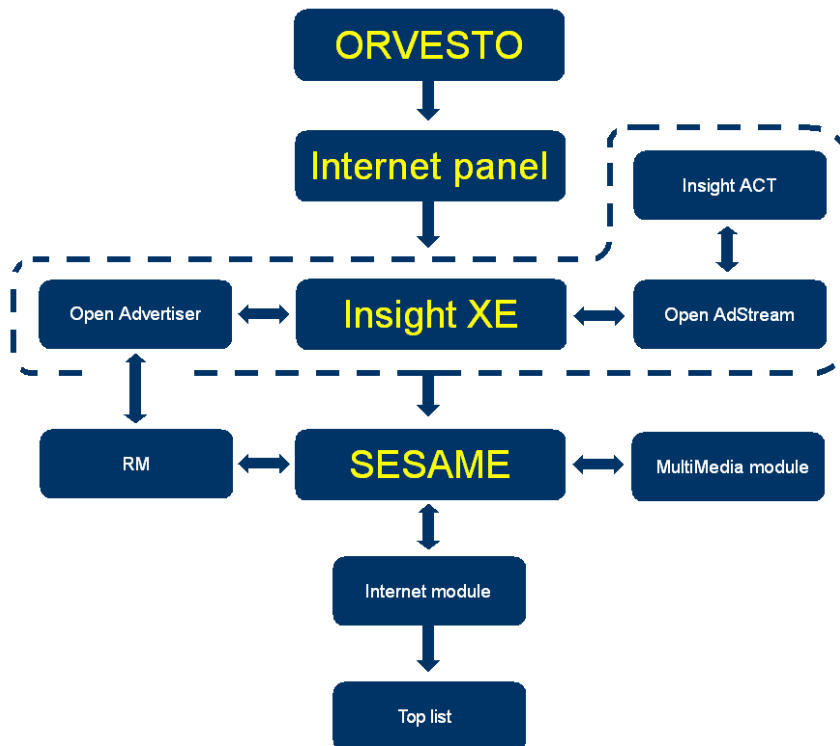 ORVESTO
Internet panel
Insight ACT
Open Advertiser
Insight XE
Open AdStream
RM
SESAME
MultiMedia module
Internet module
Top list